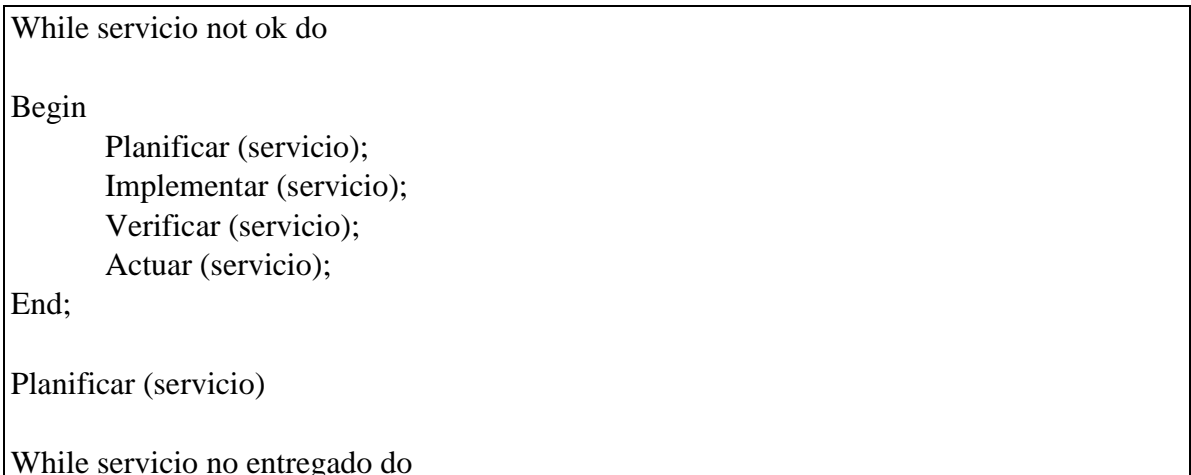 While servicio not ok do
Begin
Planificar (servicio);
Implementar (servicio);
Verificar (servicio);
Actuar (servicio);
End;
Planificar (servicio)
While servicio no entregado do